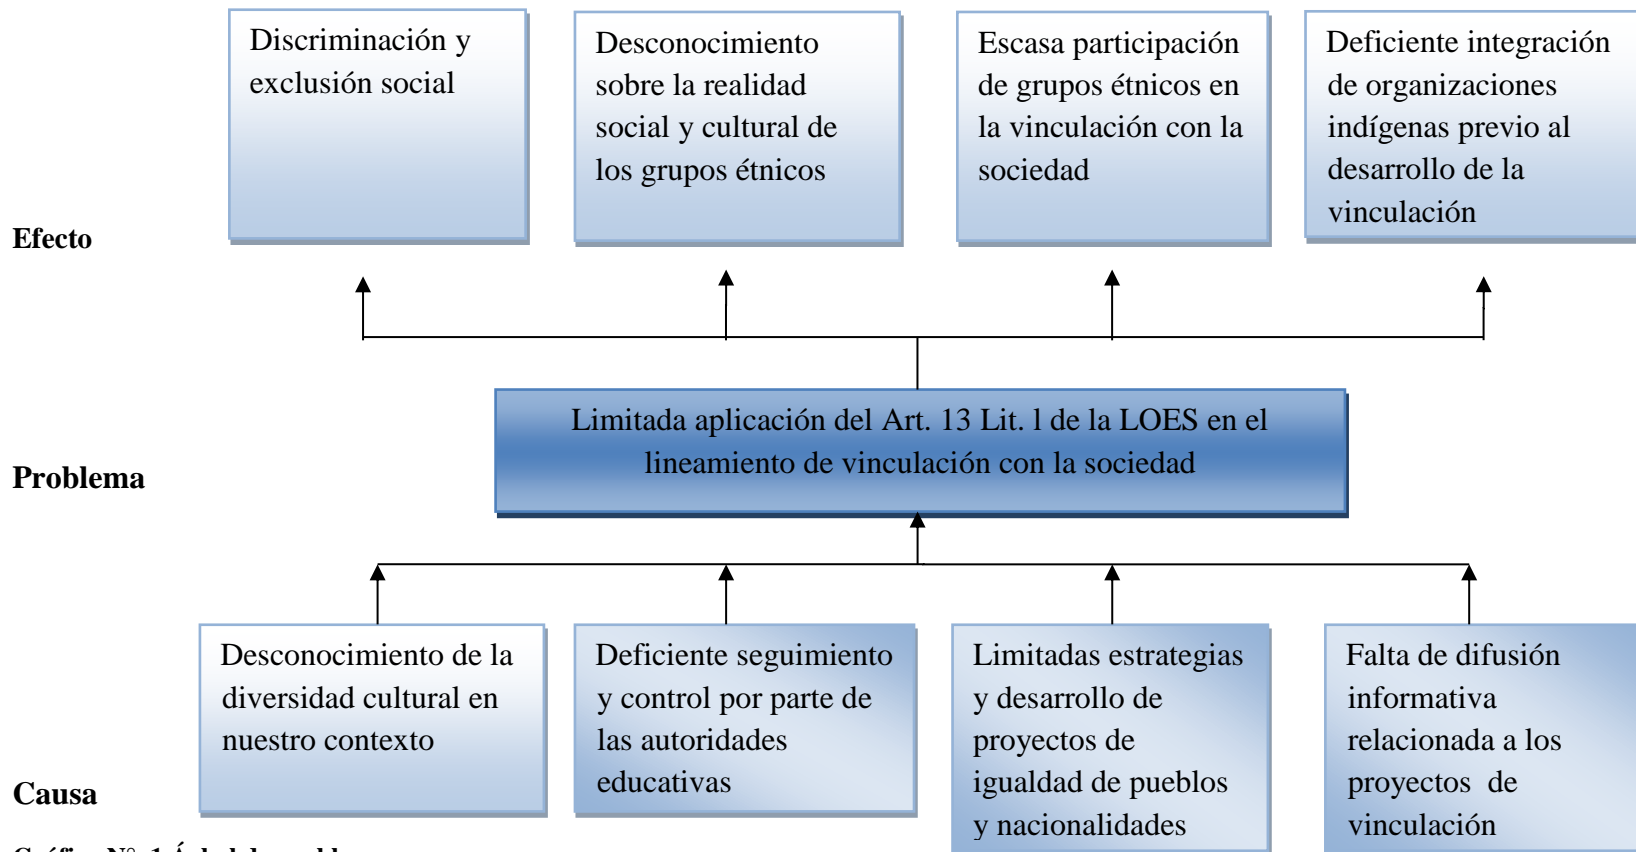 Discriminación y
exclusión social
Desconocimiento
sobre la realidad
social y cultural de
los grupos étnicos
Escasa participación
de grupos étnicos en
la vinculación con la
sociedad
Deficiente integración
de organizaciones
indígenas previo al
desarrollo de la
vinculación
Efecto
Limitada aplicación del Art. 13 Lit. l de la LOES en el
lineamiento de vinculación con la sociedad
Problema
Desconocimiento de la
diversidad cultural en
nuestro contexto
Deficiente seguimiento
y control por parte de
las autoridades
educativas
Limitadas estrategias
y desarrollo de
proyectos de
igualdad de pueblos
y nacionalidades
Falta de difusión
informativa
relacionada a los
proyectos de
vinculación
Causa